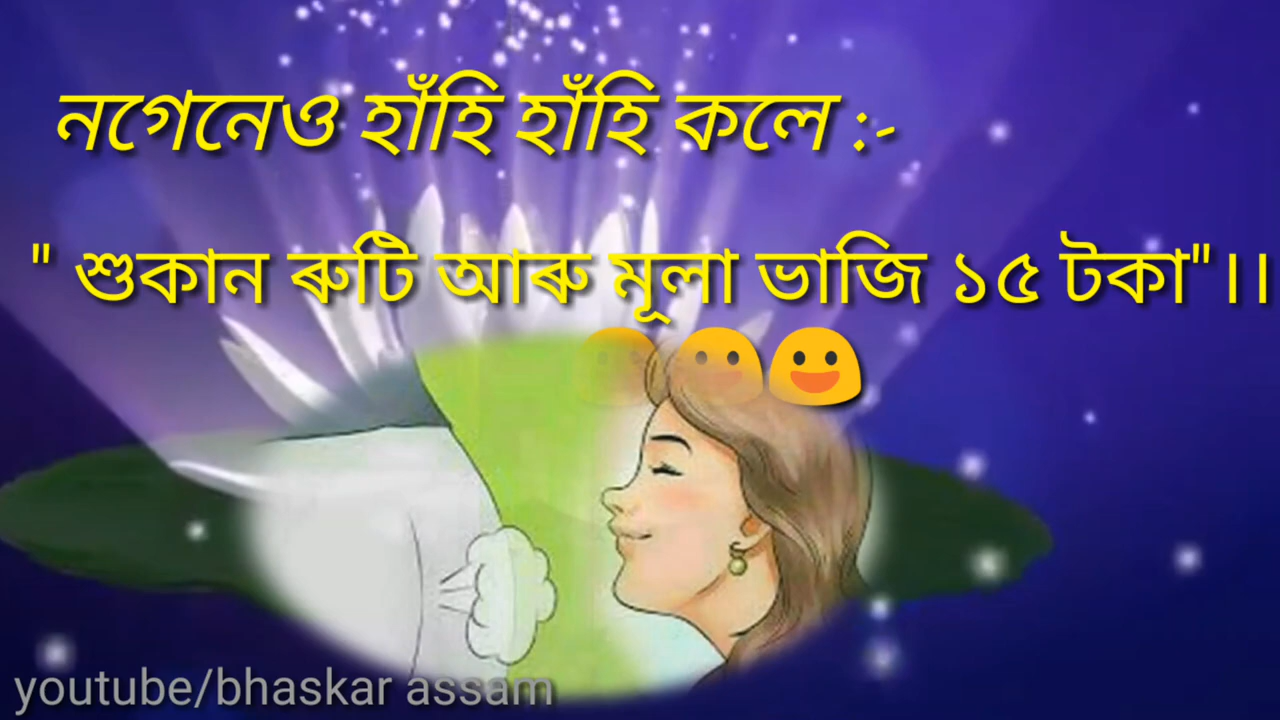 নগেনেও হাঁহি হাঁহি কলে :-
" শুকান ৰুটি আৰু মূলা ভাজি ১৫ টকা"।।
youtube/bhaskar assam